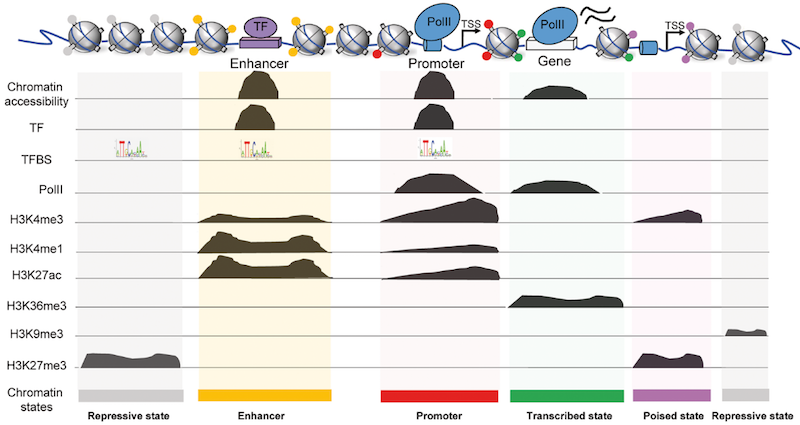 TF
PolII
TSS
PolII
TSS
Enhancer
Promoter
Gene
Chromatin
accessibility
TF
TFBS
PolII
H3K4me3
H3K4me1
H3K27ac
H3K36me3
H3K9me3
H3K27me3
Chromatin
states
Repressive state
Enhancer
Promoter
Transcribed state
Poised state
Repressive state